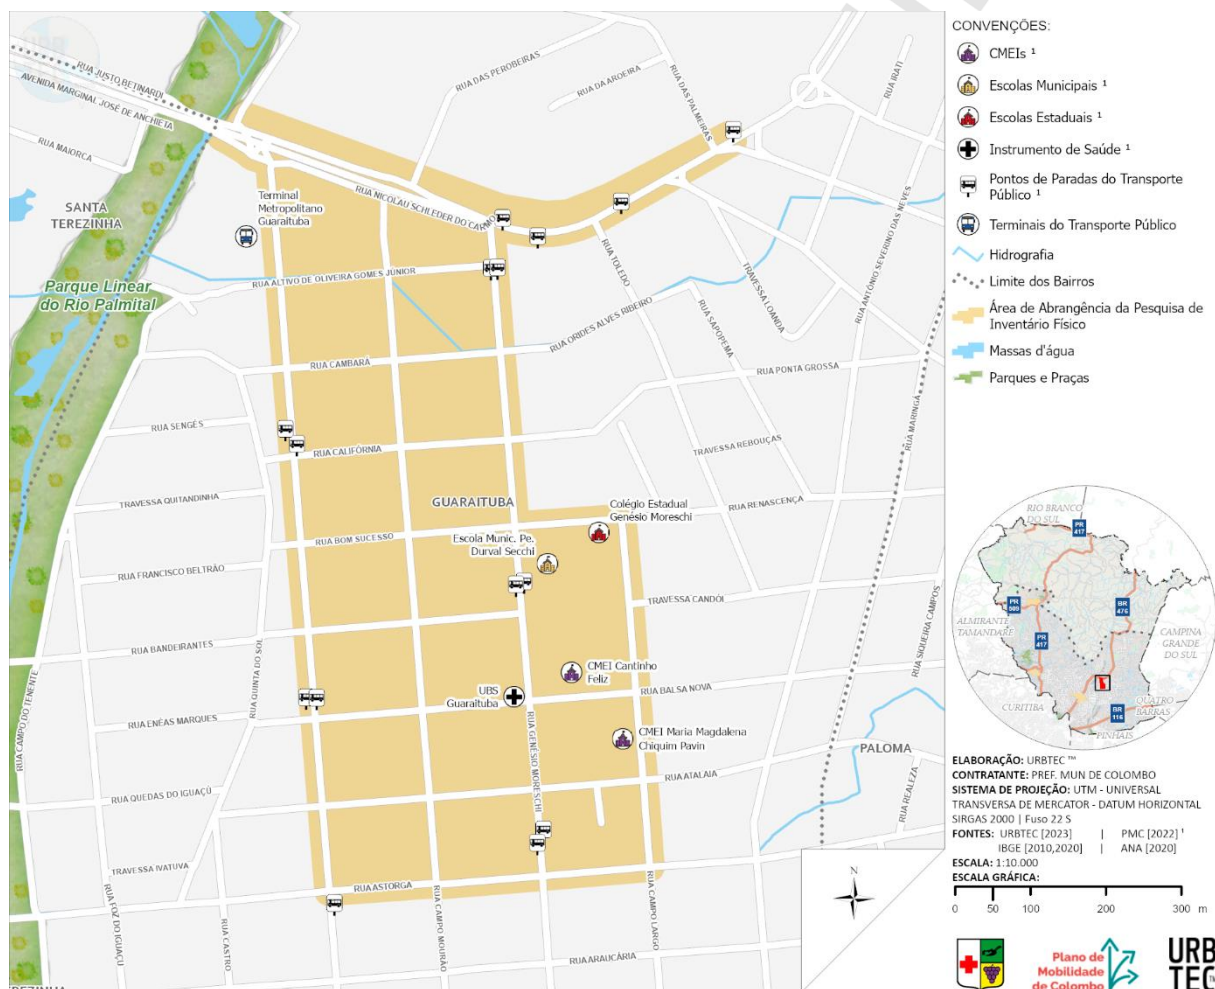 RUA JUSTO BETINARDI
AVENIDA MARGINAL JOSÉ DE ANCHIETA
RUA MAIORCA
SANTA
TEREZINHA
Parque Linear
do Rio Palmital
Terminal
Metropolitano
Guaraituba
RUA DAS PEROBEIRAS
RUA DA AROEIRA
RUA DAS PALMEIRAS
RUA IRATI
RUA NICOLAU SCHLEDER DO CARMO
RUA ALTIVO DE OLIVEIRA GOMES JÚNIOR
RUA TOLEDO
TRAVESSA LOANDA
RUA ANTÔNIO SEVERINO DAS NEVES
RUA ORIDES ALVES RIBEIRO
RUA SAPOPEMA
RUA CAMBARÁ
RUA PONTA GROSSA
RUA MARINGÁ
RUA SENGÉS
RUA CALIFÓRNIA
TRAVESSA REBOUÇAS
TRAVESSA QUITANDINHA
GUARAITUBA
Colégio Estadual
Genésio Moreschi
RUA RENASCENÇA
RUA BOM SUCESSO
Escola Munic. Pe.
Durval Secchi
RUA FRANCISCO BELTRÃO
TRAVESSA CANDÓI
RUA BANDEIRANTES
RUA QUINTA DO SOL
RUA SIQUEIRA CAMPOS
CMEI Cantinho
Feliz
UBS
Guaraituba
RUA BALSA NOVA
RUA ENÉAS MARQUES
RUA CAMPO DO TENENTE
RUA GENÉSIO MORESCHI
CMEI Maria Magdalena
Chiquim Pavin
PALOMA
RUA ATALAIA
RUA REALEZA
RUA QUEDAS DO IGUAÇÚ
TRAVESSA IVATUVA
RUA ASTORGA
RUA FOZ DO IGUAÇU
RUA CASTRO
RUA CAMPO MOURÃO
RUA CAMPO LARGO
RUA ARAUCÁRIA
N
CONVENÇÕES:
CMEIs ¹
Escolas Municipais ¹
Escolas Estaduais ¹
Instrumento de Saúde ¹
Pontos de Paradas do Transporte
Público ¹
Terminais do Transporte Público
Hidrografia
Limite dos Bairros
Área de Abrangência da Pesquisa de
Inventário Físico
Massas d'água
Parques e Praças
RIO BRANCO
DO SUL
PR
417
PR
509
BR
476
ALMIRANTE
TAMANDARÉ
PR
417
CAMPINA
GRANDE
DO SUL
CURITIBA
QUATRO
BARRAS
BR
116
PINHAIS
ELABORAÇÃO: URBTEC ™
CONTRATANTE: PREF. MUN DE COLOMBO
SISTEMA DE PROJEÇÃO: UTM - UNIVERSAL
TRANSVERSA DE MERCATOR - DATUM HORIZONTAL
SIRGAS 2000 | Fuso 22 S
FONTES: URBTEC [2023] | PMC [2022] ¹
IBGE [2010,2020] | ANA [2020]
ESCALA: 1:10.000
ESCALA GRÁFICA:
0 50 100 200 300 m
Plano de
Mobilidade
de Colombo
URB
TEC